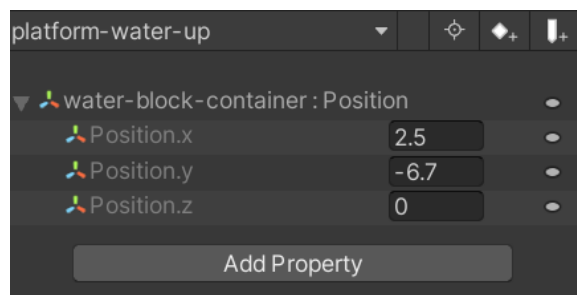 platform-water-up
water-block-container : Position
Position.x 2.5
Position.y -6.7
Position.z 0
Add Property